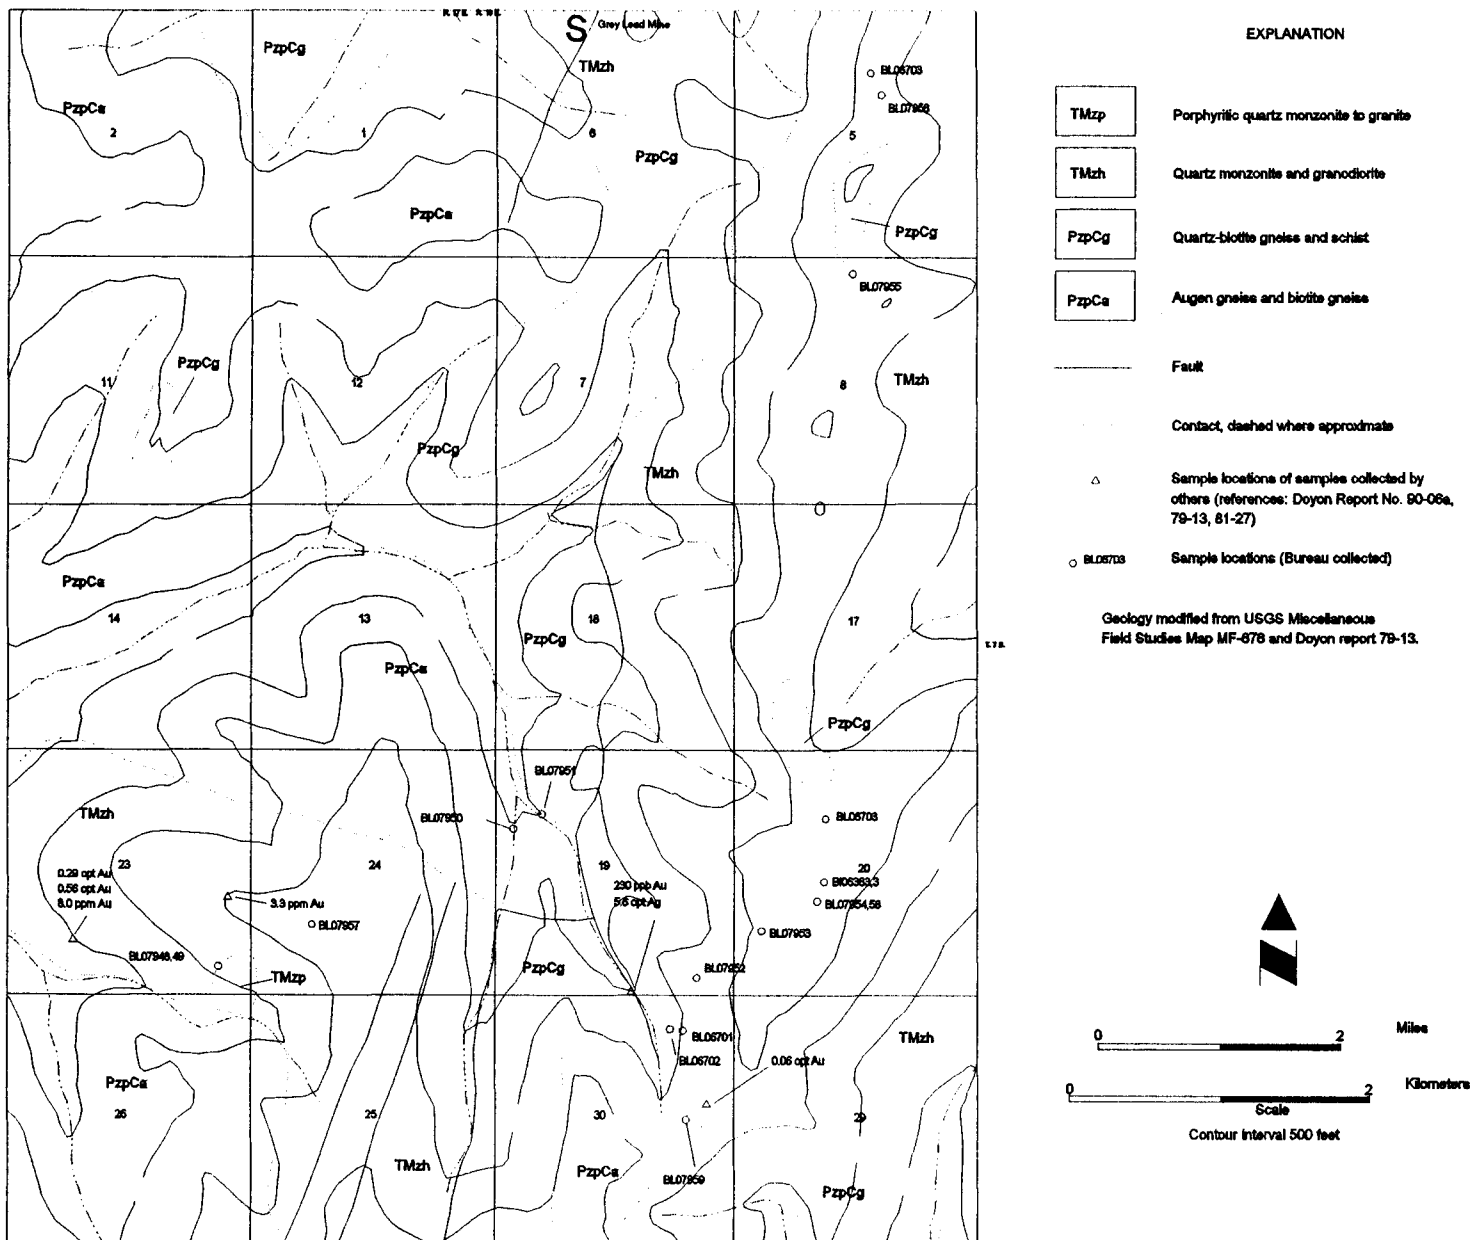 S
Grey Lead Mine
PzpCg
TMzh
PzpCa
2
1
6
5
BL06703
BL07956
PzpCg
PzpCa
PzpCg
BL07955
PzpCg
11
12
7
8
TMzh
PzpCg
TMzh
PzpCa
14
13
18
17
PzpCg
PzpCa
PzpCg
BL07951
TMzh
BL07950
BL06703
23
24
19
20
0.29 opt Au
0.56 opt Au
8.0 ppm Au
3.3 ppm Au
230 ppb Au
5.6 opt Ag
BL07954,58
BL07957
BL07953
BL07948,49
TMzp
PzpCg
BL07952
BL06701
BL06702
0.06 opt Au
TMzh
PzpCa
26
25
30
29
TMzh
PzpCa
BL07959
PzpCg
EXPLANATION
TMzp Porphyritic quartz monzonite to granite
TMzh Quartz monzonite and granodiorite
PzpCg Quartz-biotite gneiss and schist
PzpCa Augen gneiss and biotite gneiss
Fault
Contact, dashed where approximate
Sample locations of samples collected by
others (references: Doyon Report No. 90-06a,
79-13, 81-27)
BL06703 Sample locations (Bureau collected)
Geology modified from USGS Miscellaneous
Field Studies Map MF-678 and Doyon report 79-13.
0 2 Miles
0 2 Kilometers
Scale
Contour interval 500 feet